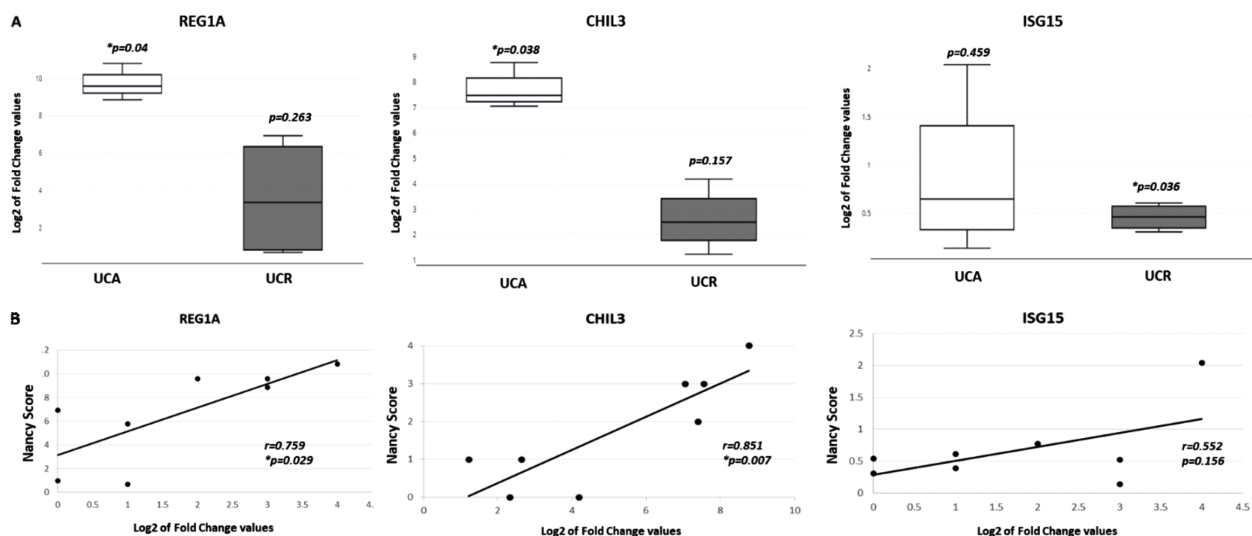 A
REG1A
CHIL3
ISG15
Log2 of Fold Change values
10
8
6
4
2
*p=0.04
p=0.263
UCA
UCR
Log2 of Fold Change values
9
8
7
6
5
4
3
2
1
*p=0.038
p=0.157
UCA
UCR
Log2 of Fold Change values
2
1.5
1
0.5
p=0.459
*p=0.036
UCA
UCR
B
REG1A
CHIL3
ISG15
Nancy Score
.2
.0
8
6
4
2
0
r=0.759
*p=0.029
0 0.5 1 1.5 2 2.5 3 3.5 4 4.
Log2 of Fold Change values
Nancy Score
4
3
2
1
0
r=0.851
*p=0.007
0 2 4 6 8 10
Log2 of Fold Change values
Nancy Score
2.5
2
1.5
1
0.5
0
r=0.552
p=0.156
0 0.5 1 1.5 2 2.5 3 3.5 4 4.5
Log2 of Fold Change values